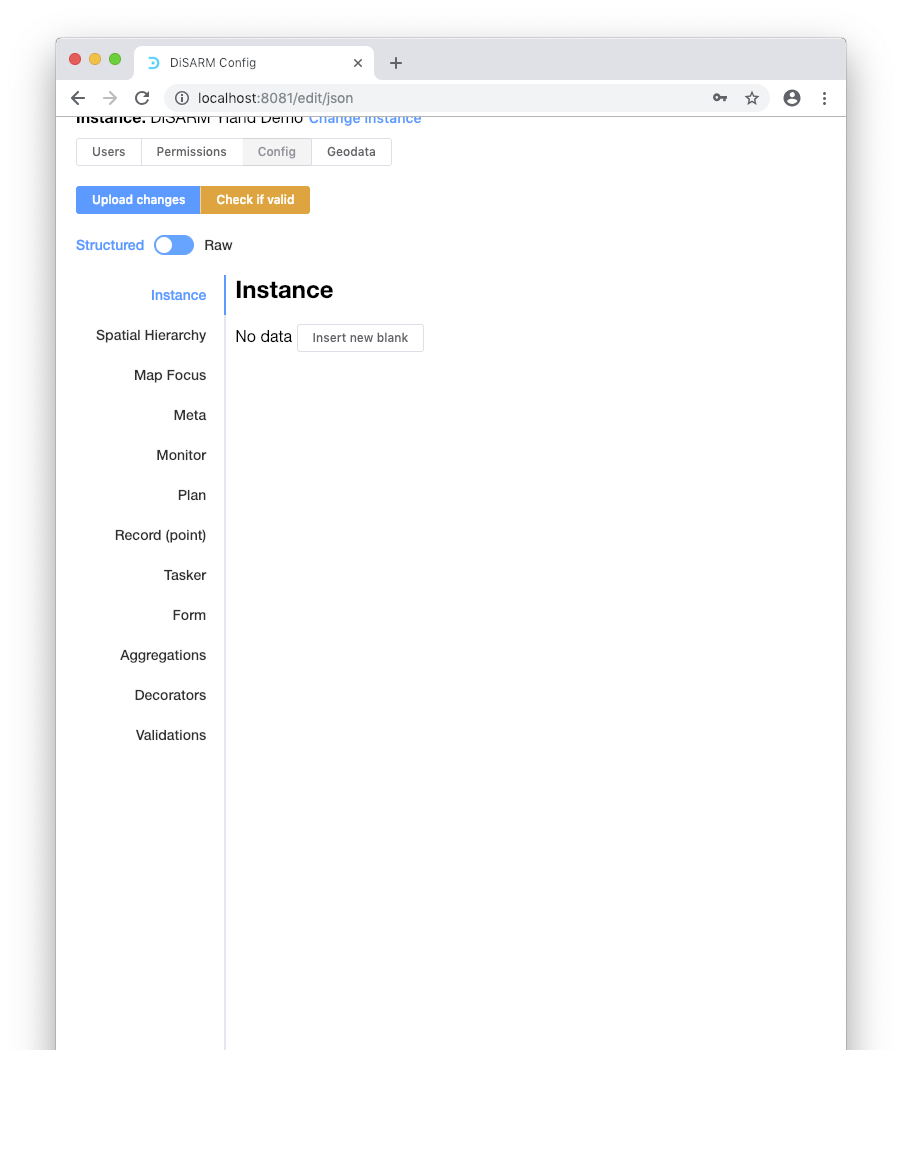 DiSARM Config
localhost:8081/edit/json
Instance: DiSARM Yland Demo Change instance
Users Permissions Config Geodata
Upload changes Check if valid
Structured Raw
Instance
Spatial Hierarchy
Map Focus
Meta
Monitor
Plan
Record (point)
Tasker
Form
Aggregations
Decorators
Validations
Instance
No data Insert new blank